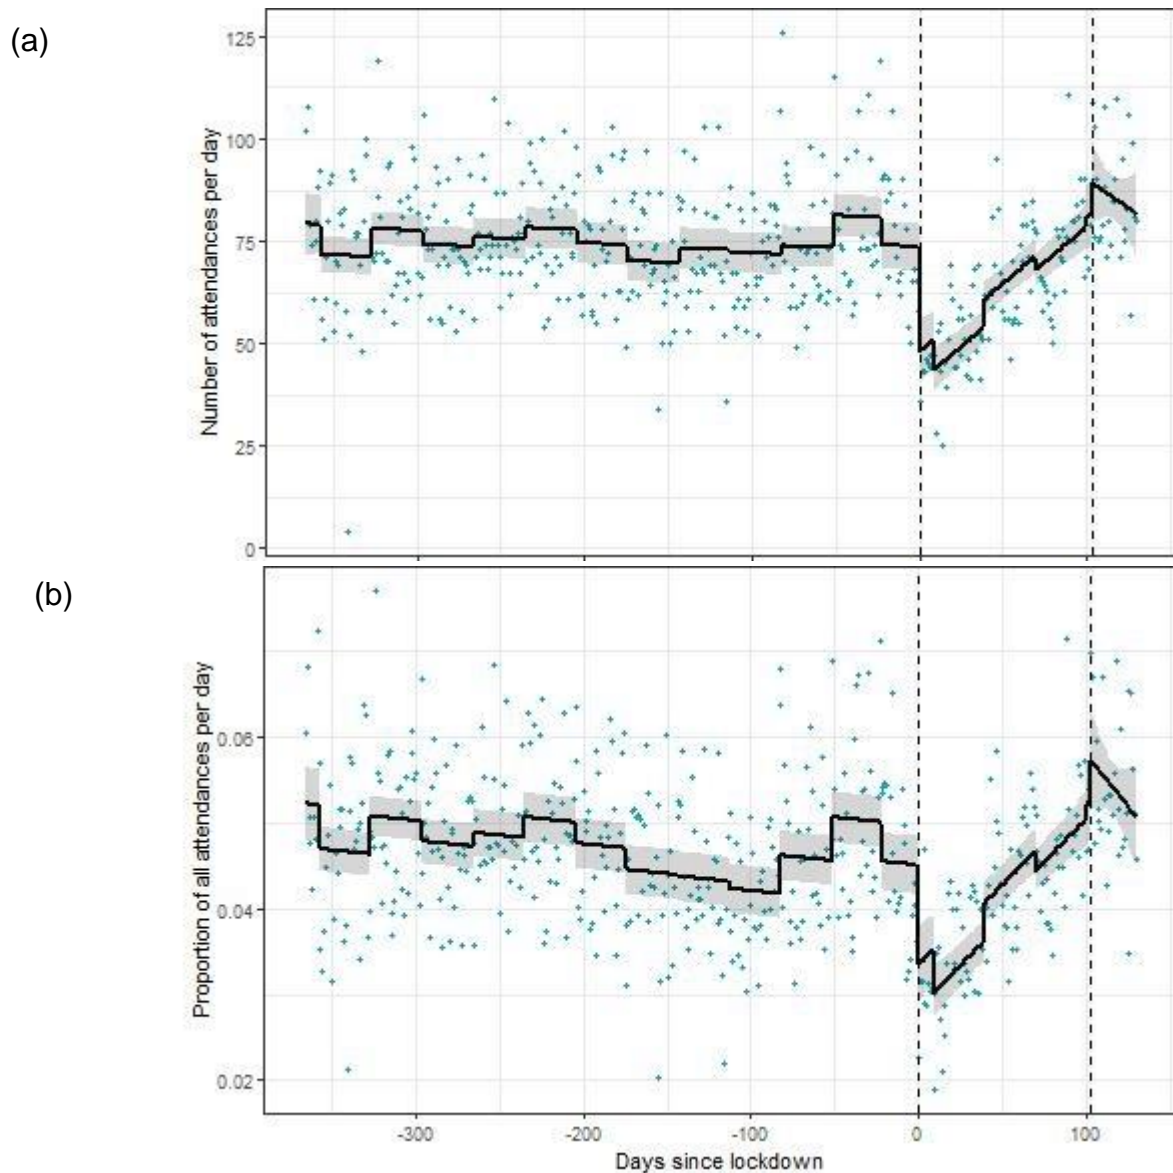 (a)
Number of attendances per day
125
100
75
50
25
0
(b)
Proportion of all attendances per day
0.06
0.04
0.02
-300 -200 -100 0 100
Days since lockdown